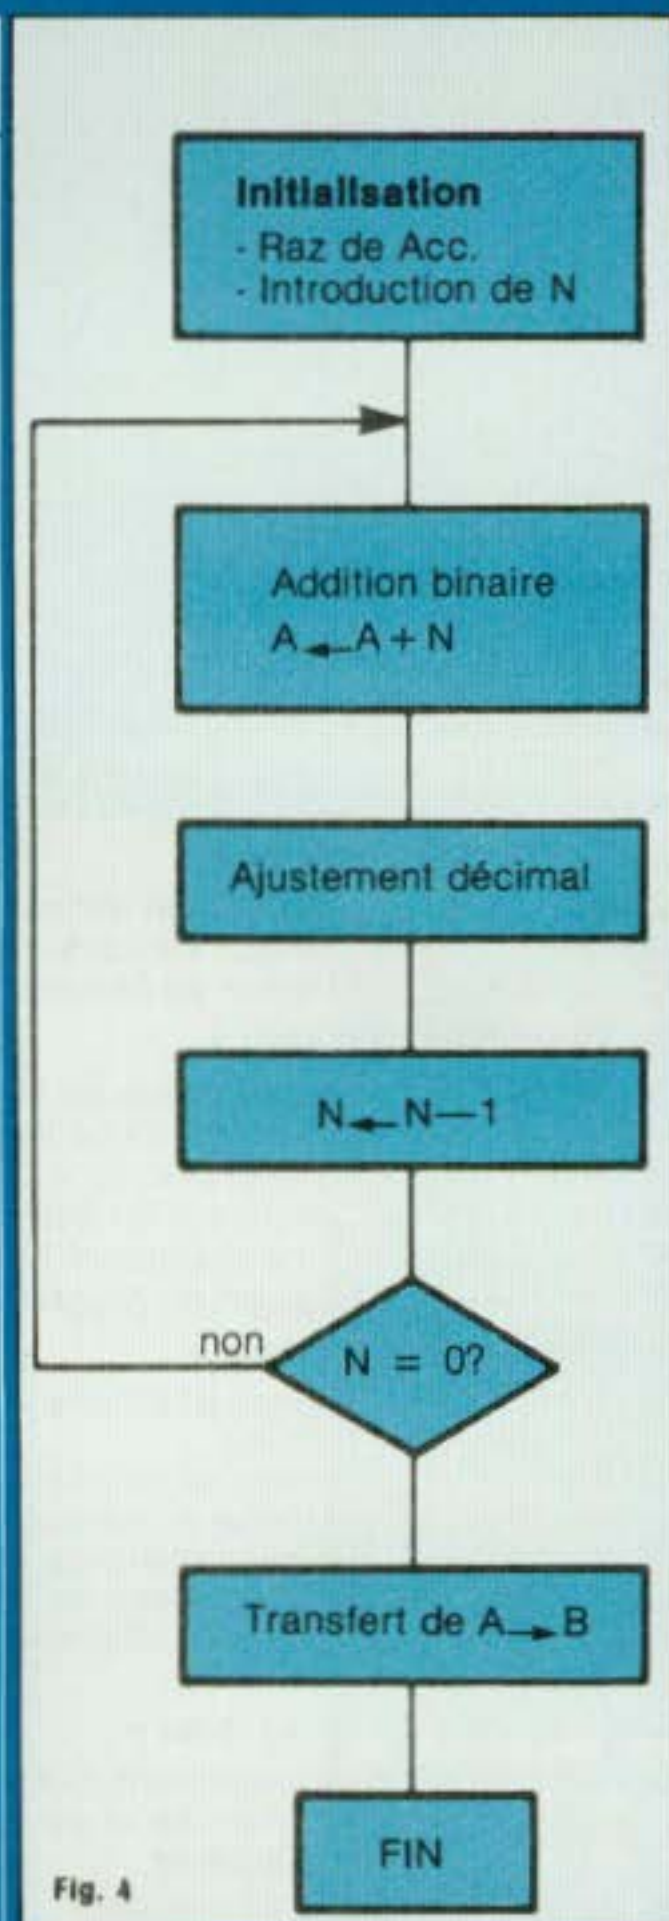 Initialisation
- Raz de Acc.
- Introduction de N
Addition binaire
A ← A + N
Ajustement décimal
N ← N — 1
non
N = 0?
Transfert de A → B
FIN
Fig. 4